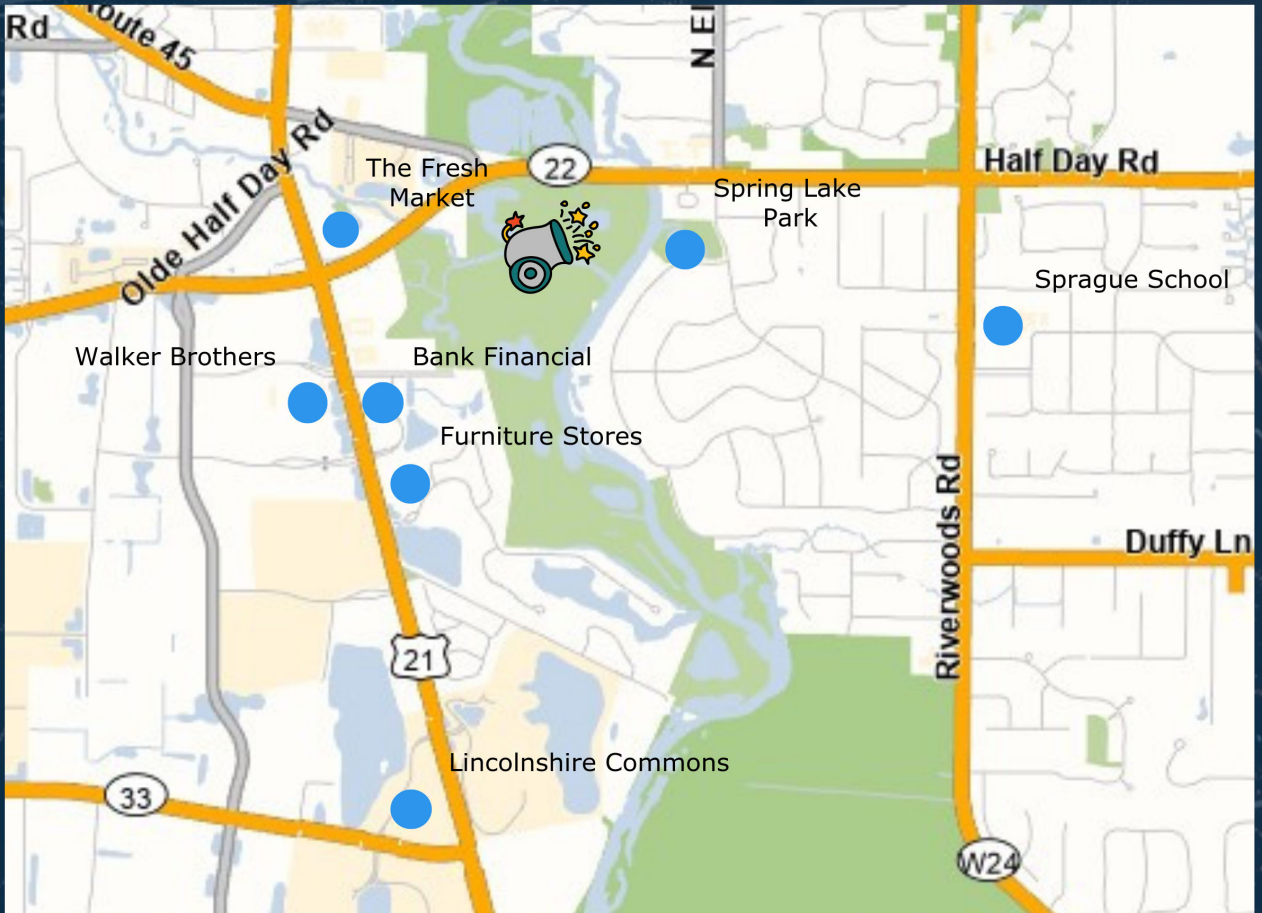 Rd
Route 45
N El
Olde Half Day Rd
22
Half Day Rd
The Fresh
Market
Spring Lake
Park
Sprague School
Walker Brothers
Bank Financial
Furniture Stores
Riverwoods Rd
Duffy Ln
21
Lincolnshire Commons
33
W24